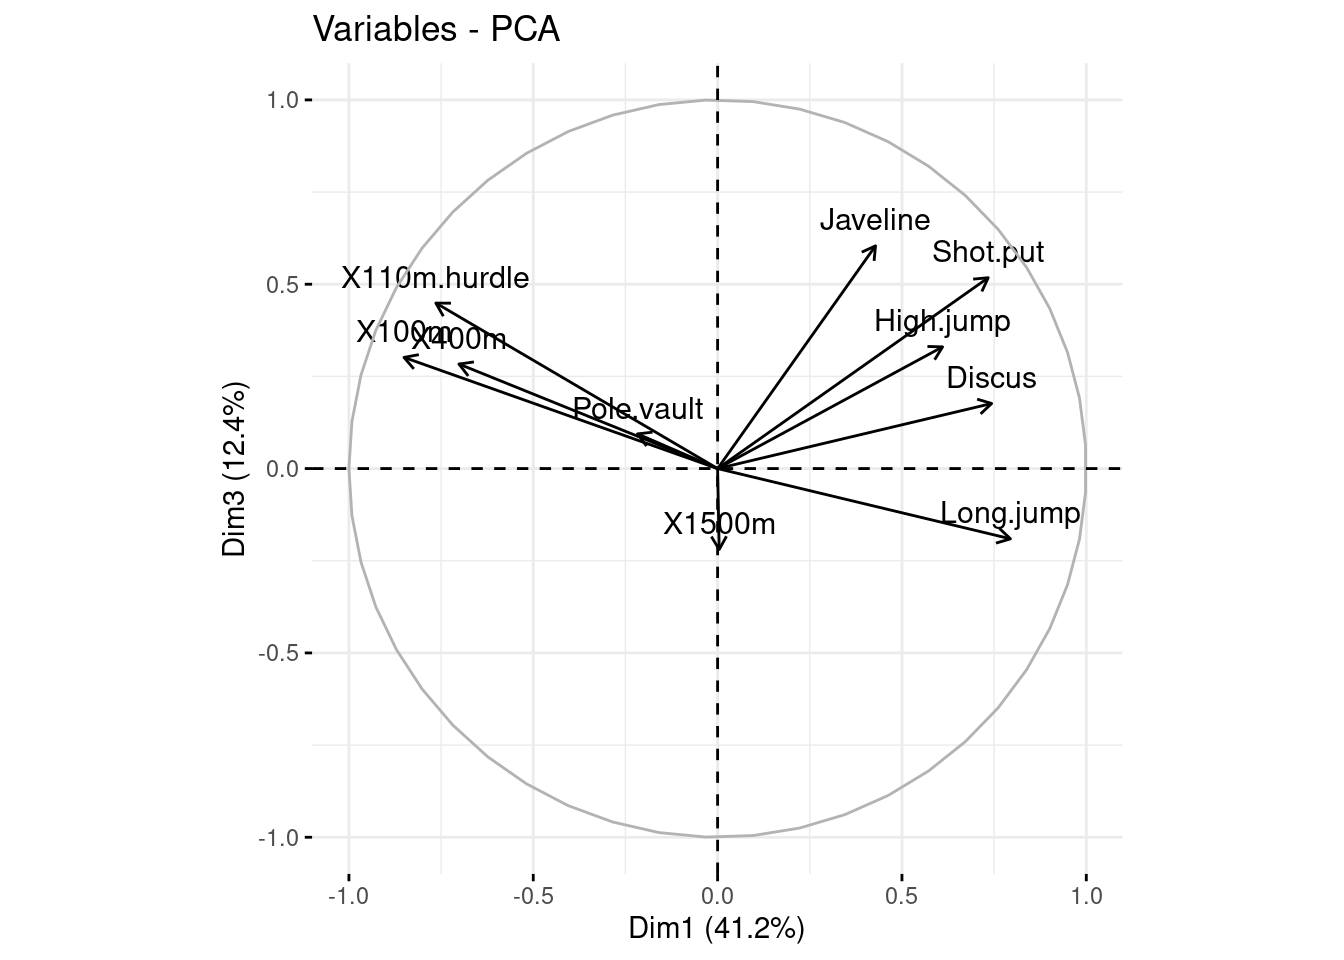 Variables - PCA
1.0
Javeline
Shot.put
X110m.hurdle
0.5
High.jump
X100m
X400m
Discus
Pole.vault
Dim3 (12.4%)
0.0
Long.jump
X1500m
-0.5
-1.0
-1.0 -0.5 0.0 0.5 1.0
Dim1 (41.2%)